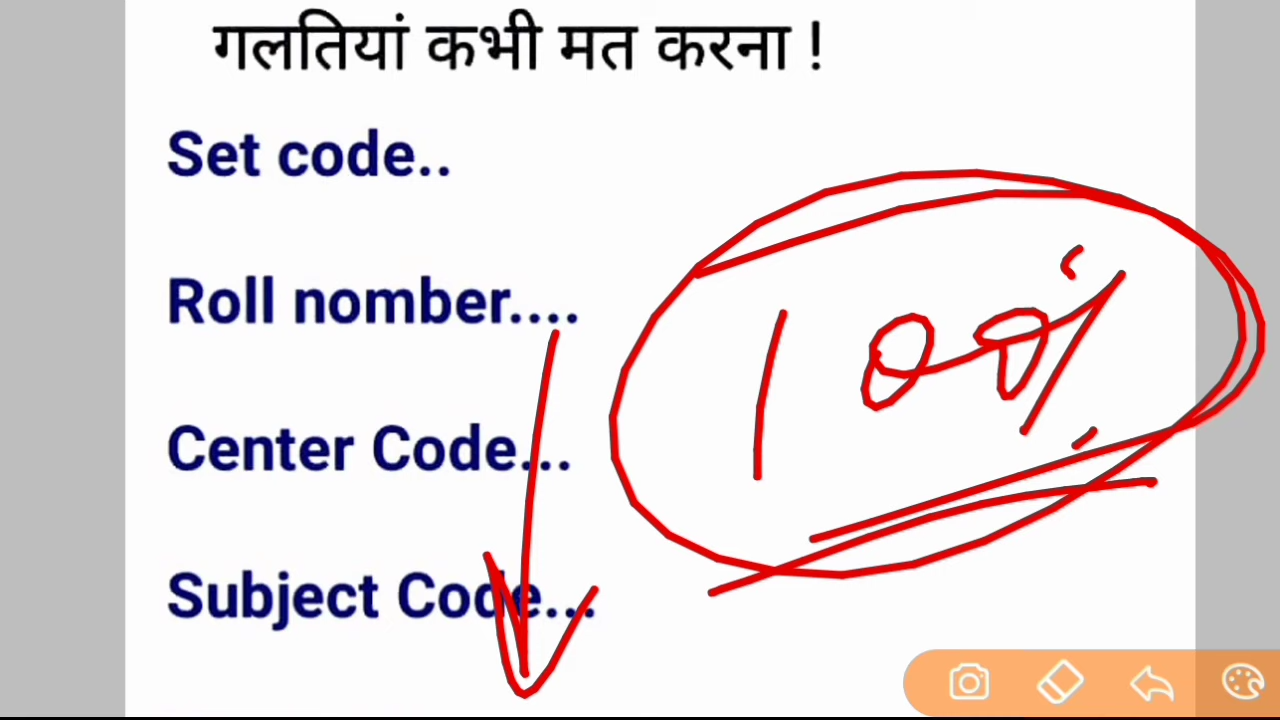 गलतियां कभी मत करना !
Set code..
Roll nomber....
100%
Center Code...
Subject Code...